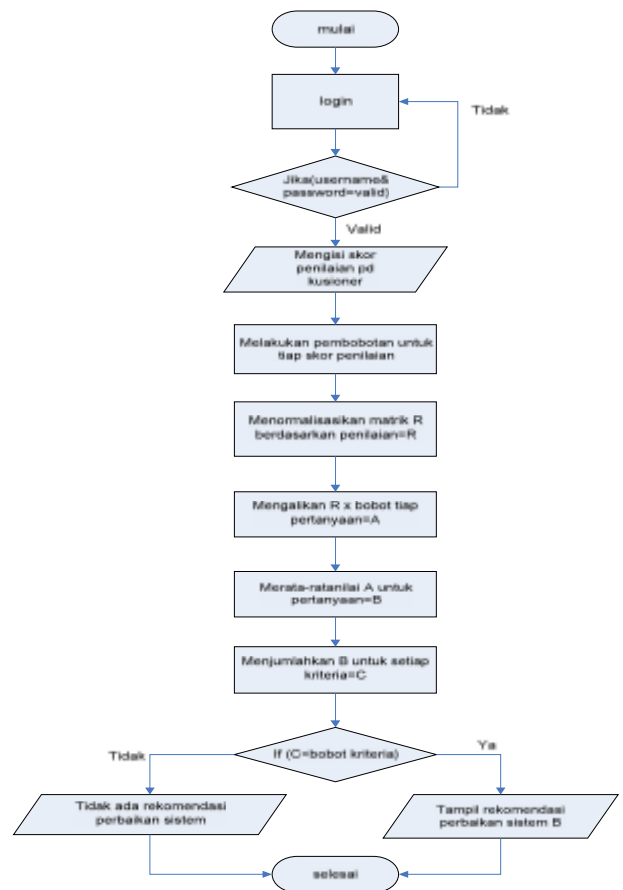 mulai
login
Tidak
Jika(username&
password=valid)
Valid
Mengisi skor
penilaian pd
kusioner
Melakukan pembobotan untuk
tiap skor penilaian
Menormalisasikan matrik R
berdasarkan penilaian=R
Mengalikan R x bobot tiap
pertanyaan=A
Merata-ratanilai A untuk
pertanyaan=B
Menjumlahkan B untuk setiap
kriteria=C
If (C=bobot kriteria)
Tidak
Ya
Tidak ada rekomendasi
perbaikan sistem
Tampil rekomendasi
perbaikan sistem B
selesai